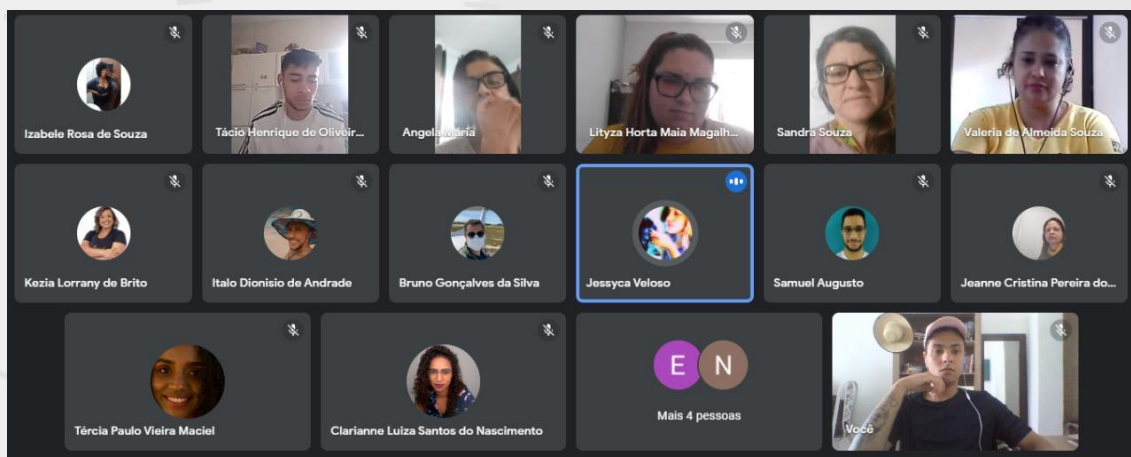 Izabele Rosa de Souza
Tácio Henrique de Oliveir...
Angela Maria
Lityza Horta Maia Magalh...
Sandra Souza
Valeria de Almeida Souza
Kezia Lorrany de Brito
Italo Dionisio de Andrade
Bruno Gonçalves da Silva
Jessyca Veloso
Samuel Augusto
Jeanne Cristina Pereira do...
E N
Tércia Paulo Vieira Maciel
Clarianne Luiza Santos do Nascimento
Mais 4 pessoas
Você